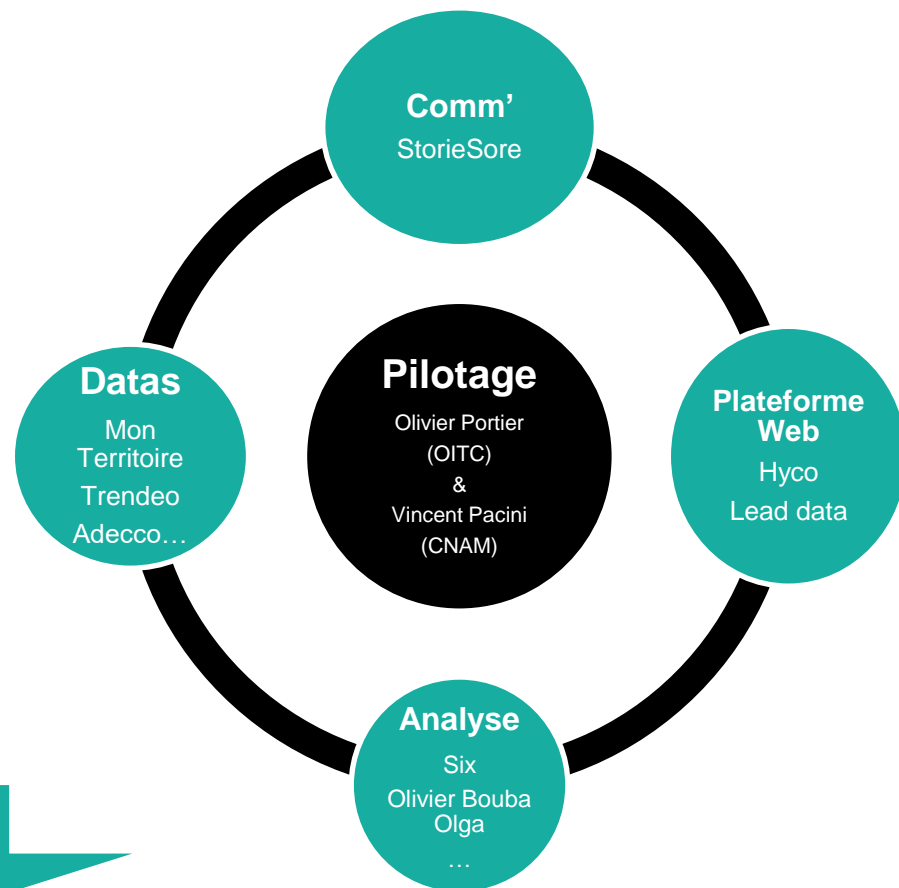 Comm’
StorieSore
Pilotage
Olivier Portier
(OITC)
&
Vincent Pacini
(CNAM)
Datas
Mon
Territoire
Trendeo
Adecco…
Plateforme
Web
Hyco
Lead data
Analyse
Six
Olivier Bouba
Olga
…